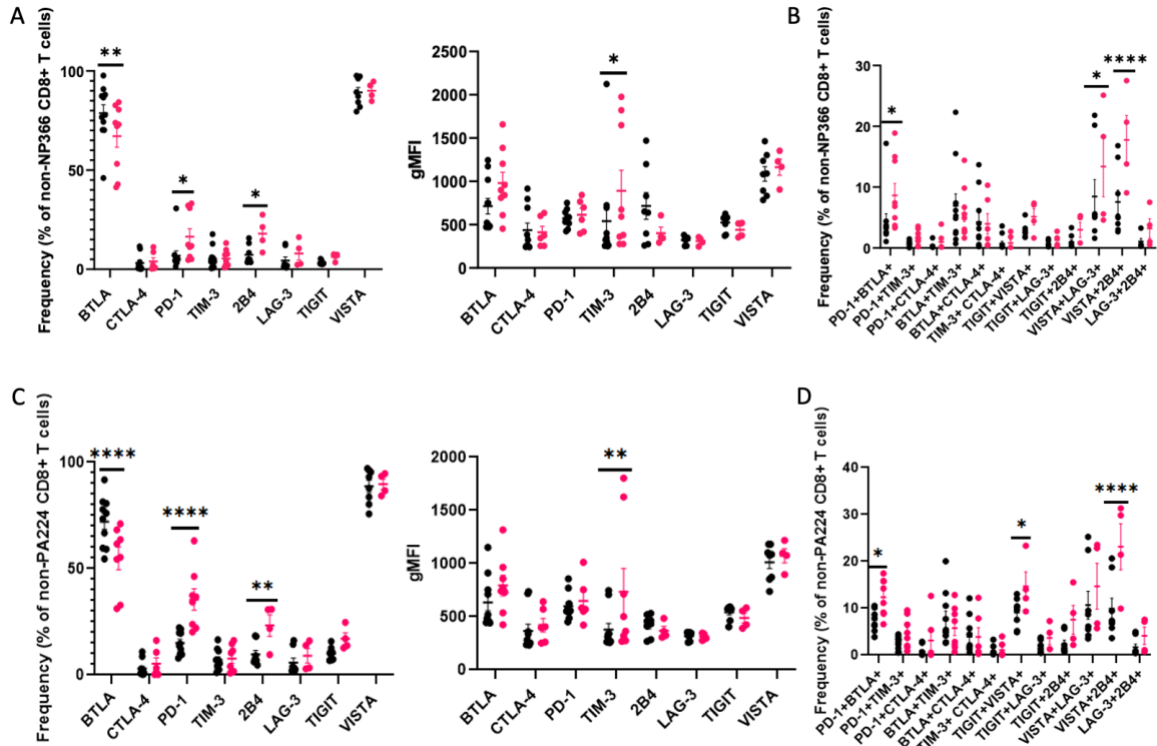 A
Frequency (% of non-NP366 CD8+ T cells)
100
50
0
**
*
*
BTLA
CTLA-4
PD-1
TIM-3
2B4
LAG-3
TIGIT
VISTA
gMFI
2500
2000
1500
1000
500
0
*
BTLA
CTLA-4
PD-1
TIM-3
2B4
LAG-3
TIGIT
VISTA
B
Frequency (% of non-NP366 CD8+ T cells)
30
20
10
0
*
*
****
PD-1+BTLA+
PD-1+TIM-3+
PD-1+CTLA-4+
BTLA+TIM-3+
BTLA+CTLA-4+
TIM-3+ CTLA-4+
TIGIT+VISTA+
TIGIT+LAG-3+
TIGIT+2B4+
VISTA+LAG-3+
VISTA+2B4+
LAG-3+2B4+
C
Frequency (% of non-PA224 CD8+ T cells)
100
50
0
****
****
**
BTLA
CTLA-4
PD-1
TIM-3
2B4
LAG-3
TIGIT
VISTA
gMFI
2000
1500
1000
500
0
**
BTLA
CTLA-4
PD-1
TIM-3
2B4
LAG-3
TIGIT
VISTA
D
Frequency (% of non-PA224 CD8+ T cells)
40
30
20
10
0
*
*
****
PD-1+BTLA+
PD-1+TIM-3+
PD-1+CTLA-4+
BTLA+TIM-3+
BTLA+CTLA-4+
TIM-3+ CTLA-4+
TIGIT+VISTA+
TIGIT+LAG-3+
TIGIT+2B4+
VISTA+LAG-3+
VISTA+2B4+
LAG-3+2B4+